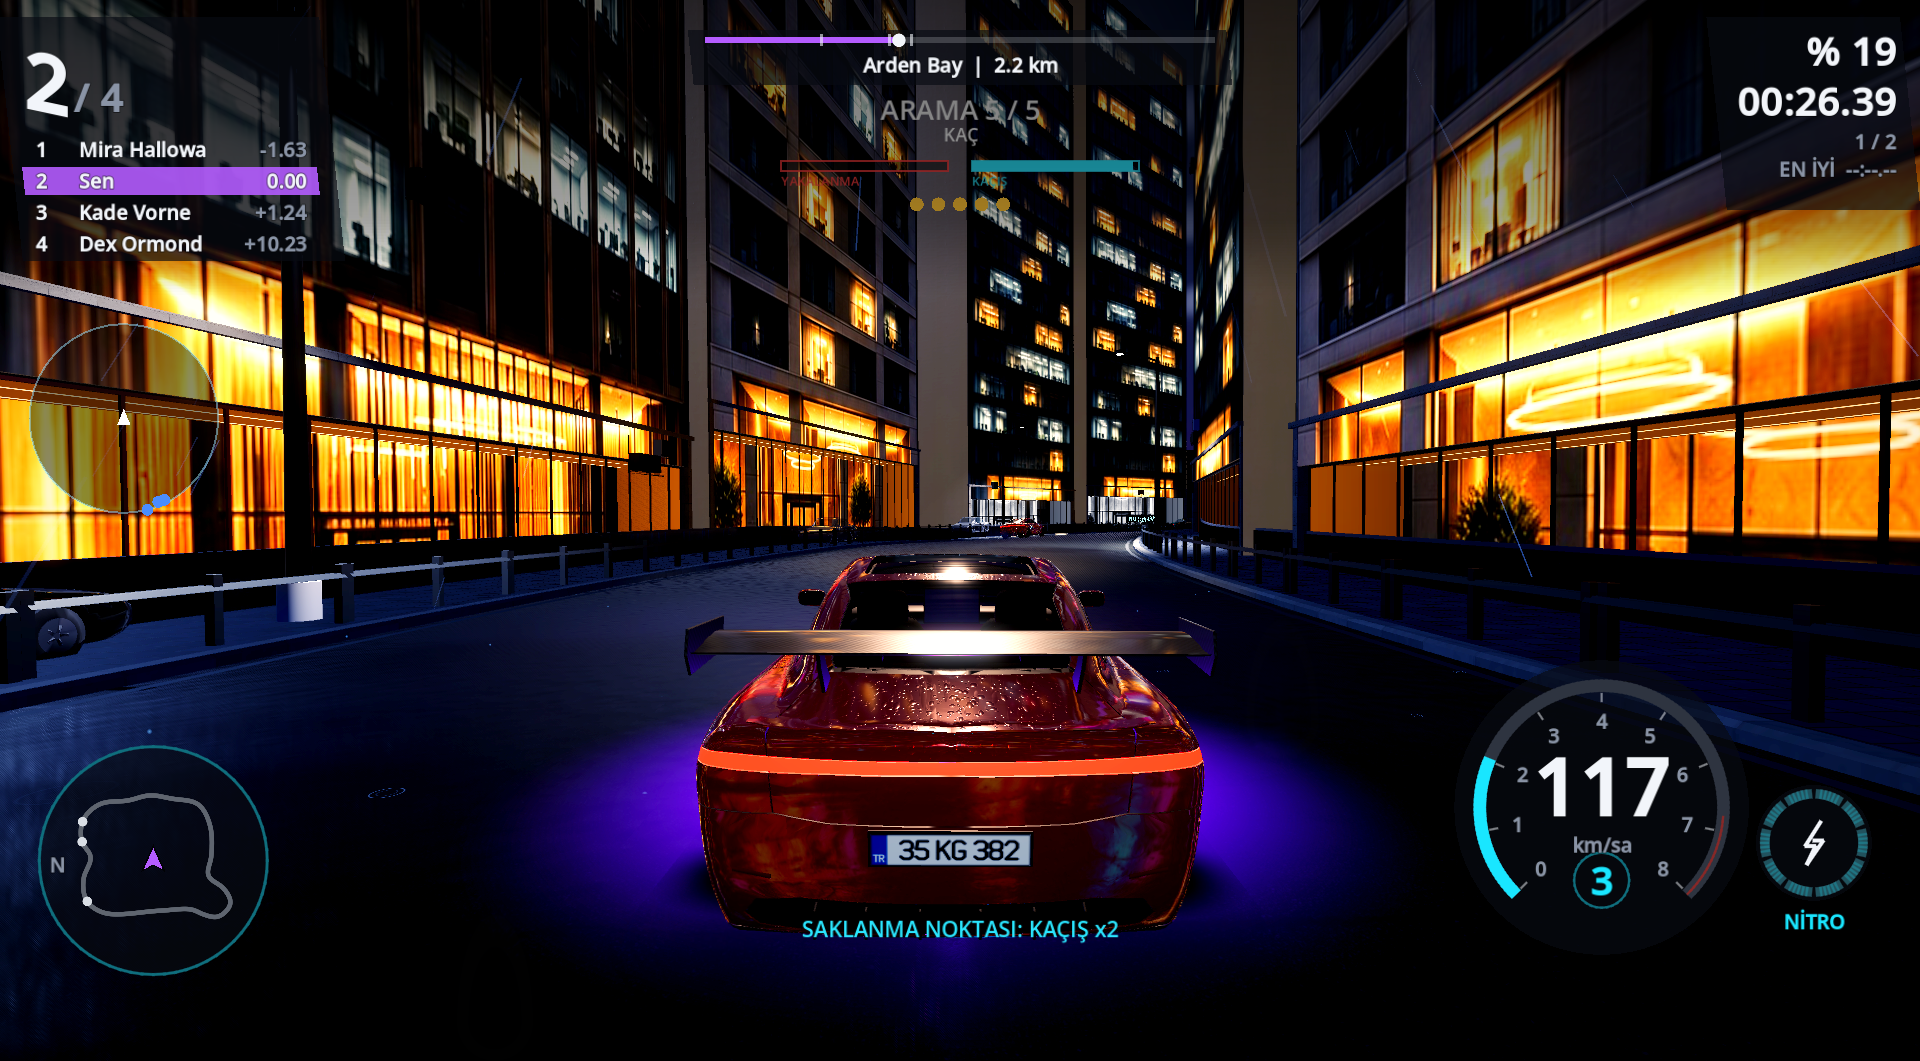 2 / 4
1 Mira Hallowa -1.63
2 Sen 0.00
3 Kade Vorne +1.24
4 Dex Ormond +10.23
Arden Bay | 2.2 km
ARAMA 5 / 5
KAÇ
YAKALANMA
KAÇIŞ
% 19
00:26.39
1 / 2
EN İYİ --:--.--
N
35 KG 382
TR
SAKLANMA NOKTASI: KAÇIŞ x2
0 1 2 3 4 5 6 7 8
117
km/sa
3
NİTRO